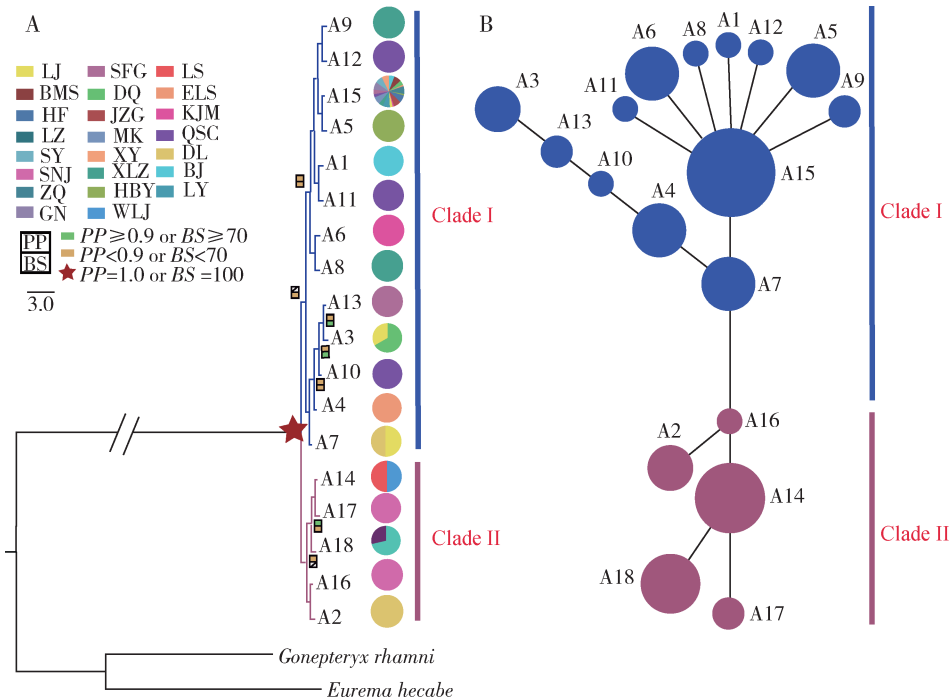 A
LJ SFG LS
BMS DQ ELS
HF JZG KJM
LZ MK QSC
SY XY DL
SNJ XLZ BJ
ZQ HBY LY
GN WLJ
PP PP≥0.9 or BS≥70
BS PP<0.9 or BS<70
PP=1.0 or BS =100
3.0
A9
A12
A15
A5
A1
A11
A6
A8
A13
A3
A10
A4
A7
A14
A17
A18
A16
A2
Clade I
Clade II
Gonepteryx rhamni
Eurema hecabe
B
A6
A8
A1
A12
A5
A3
A11
A9
A13
A10
A15
A4
A7
A16
A2
A14
A18
A17
Clade I
Clade II